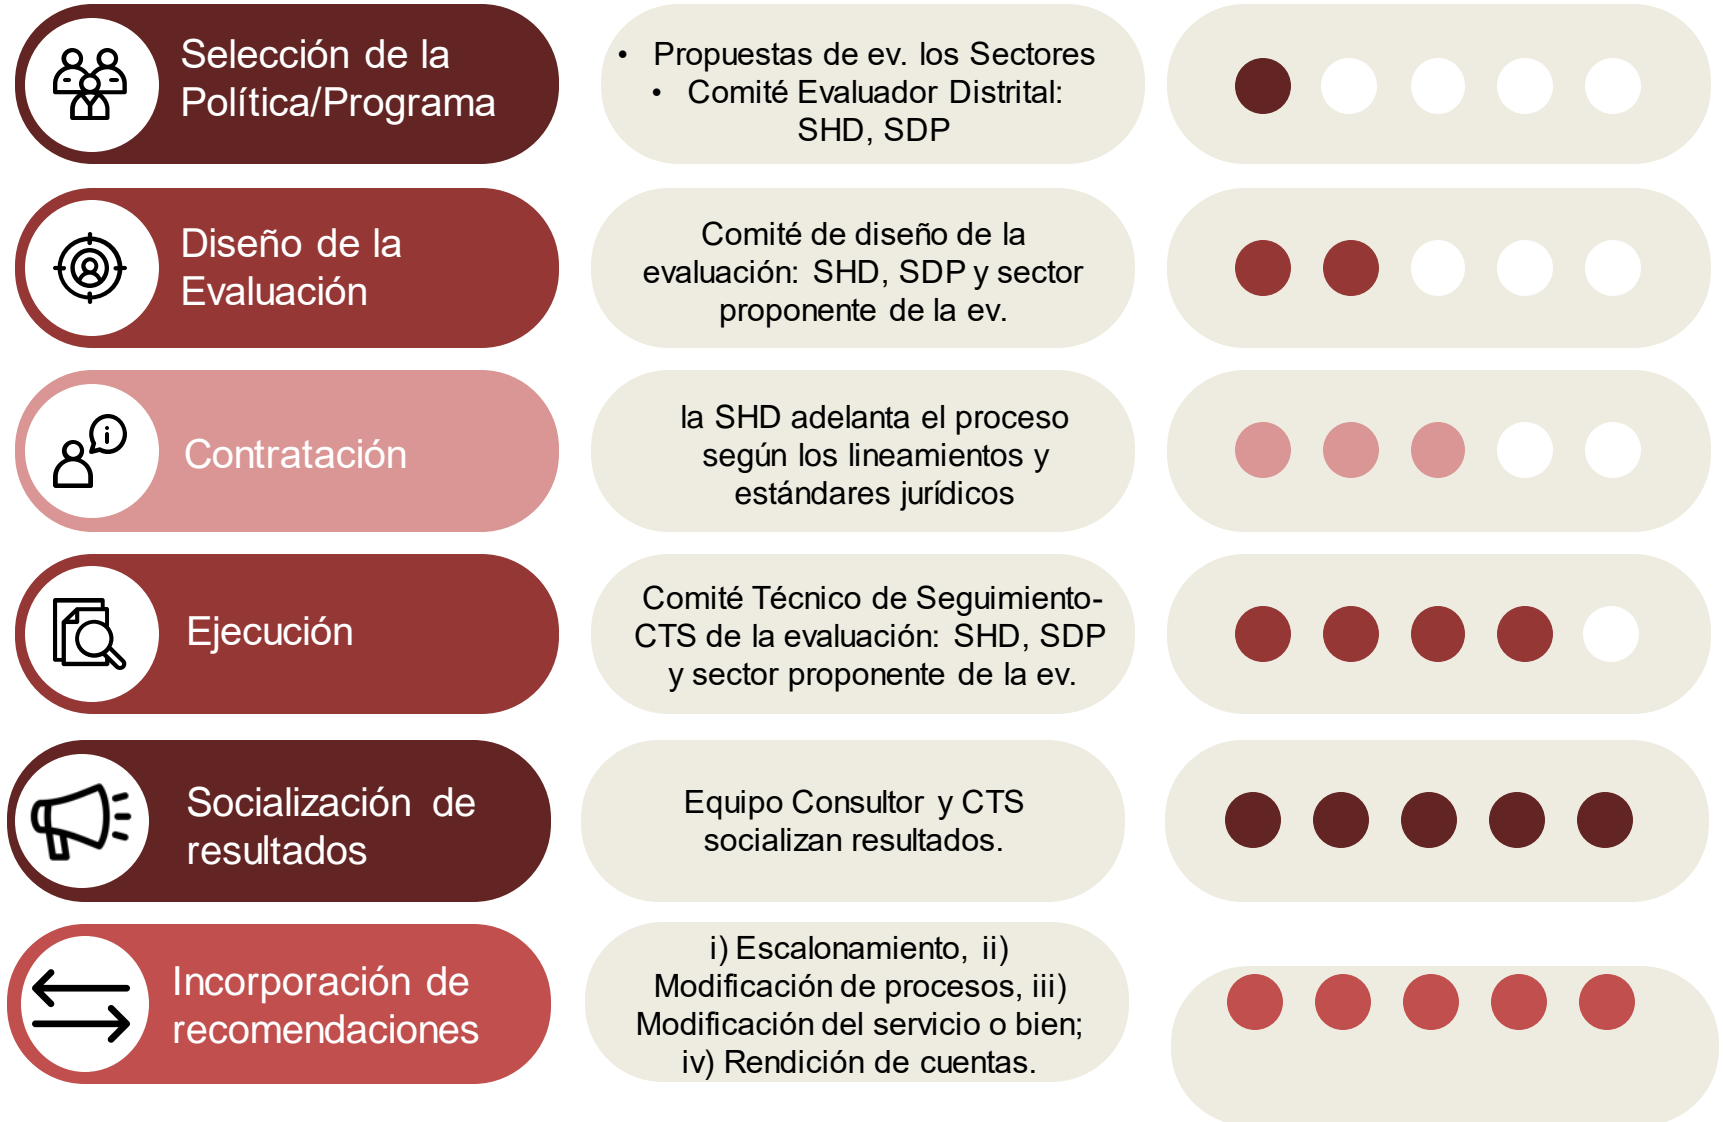 Selección de la
Política/Programa
• Propuestas de ev. los Sectores
• Comité Evaluador Distrital:
SHD, SDP
Diseño de la
Evaluación
Comité de diseño de la
evaluación: SHD, SDP y sector
proponente de la ev.
Contratación
la SHD adelanta el proceso
según los lineamientos y
estándares jurídicos
Ejecución
Comité Técnico de Seguimiento-
CTS de la evaluación: SHD, SDP
y sector proponente de la ev.
Socialización de
resultados
Equipo Consultor y CTS
socializan resultados.
Incorporación de
recomendaciones
i) Escalonamiento, ii)
Modificación de procesos, iii)
Modificación del servicio o bien;
iv) Rendición de cuentas.